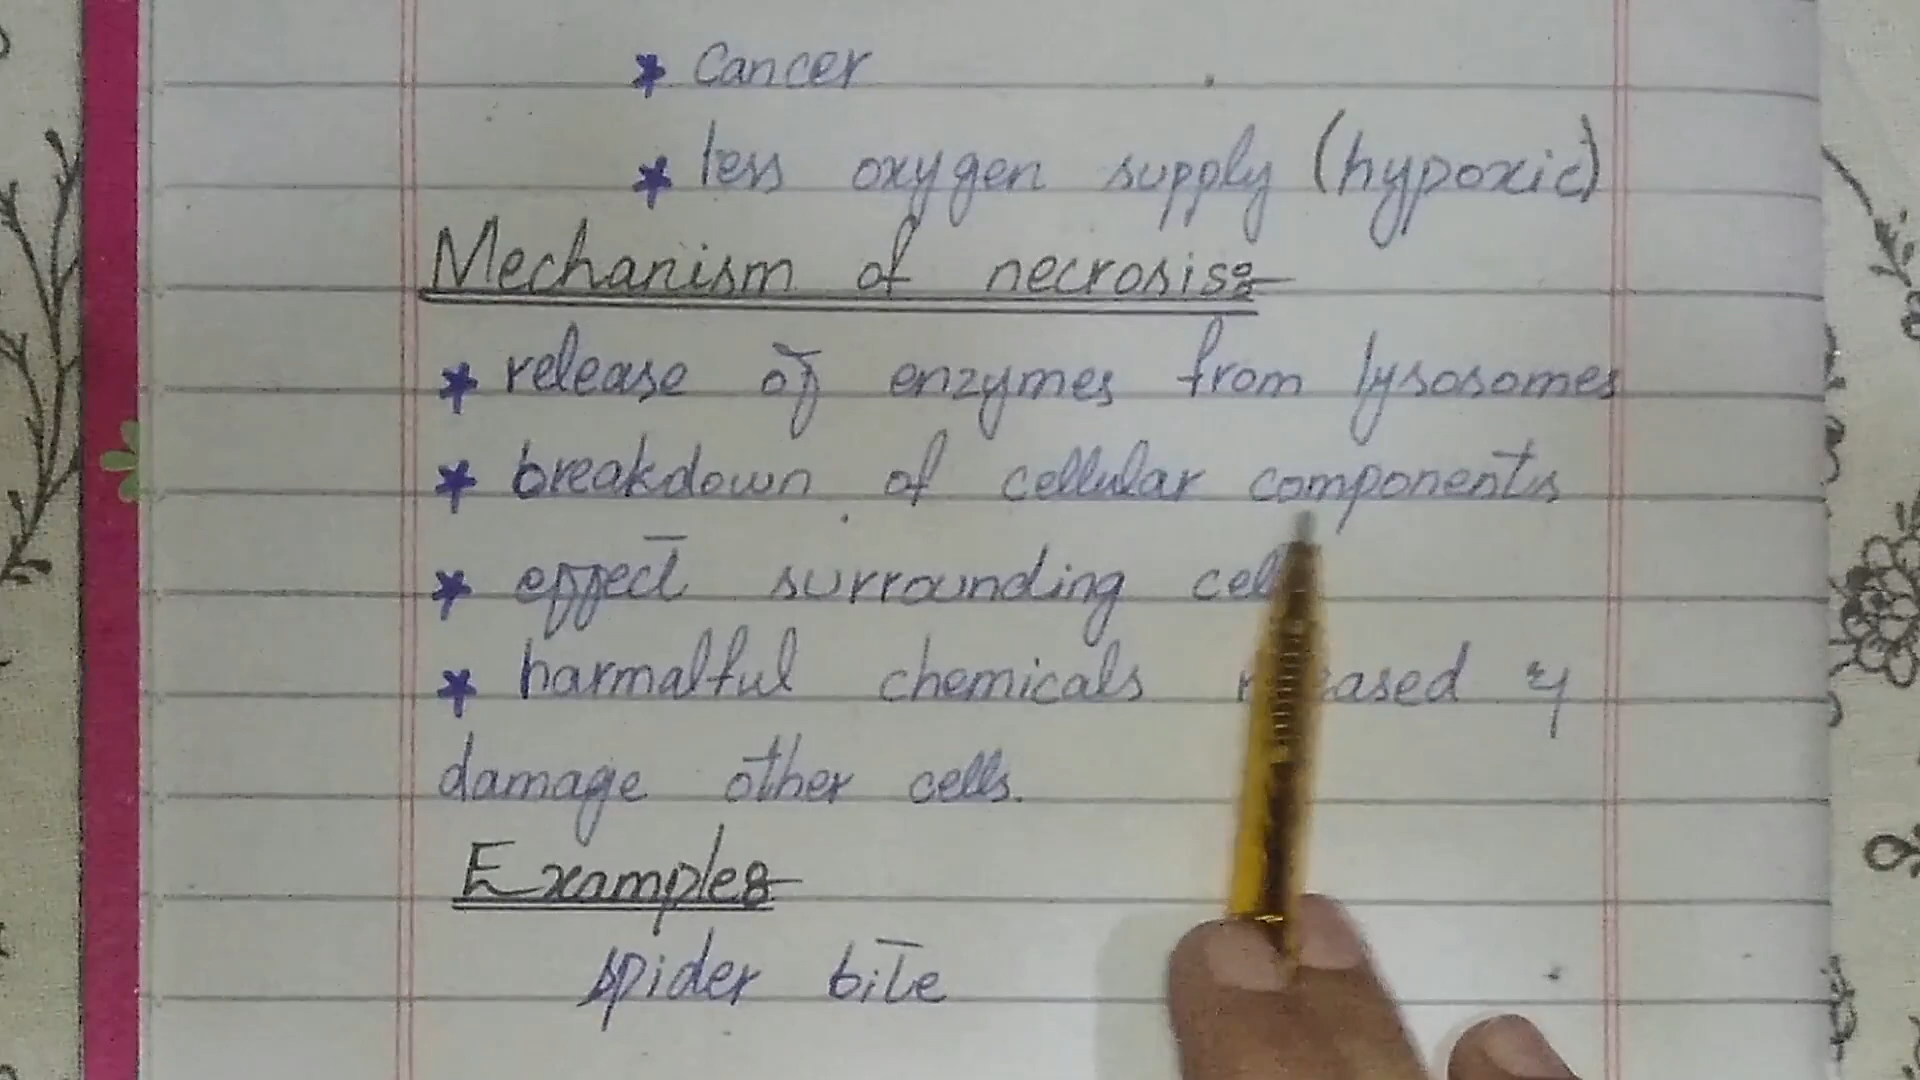 * Cancer
* less oxygen supply (hypoxic)
Mechanism of necrosis:-
* release of enzymes from lysosomes
* breakdown of cellular components
* effect surrounding
* harmalful chemicals &
damage other cells.
Example:-
spider bite